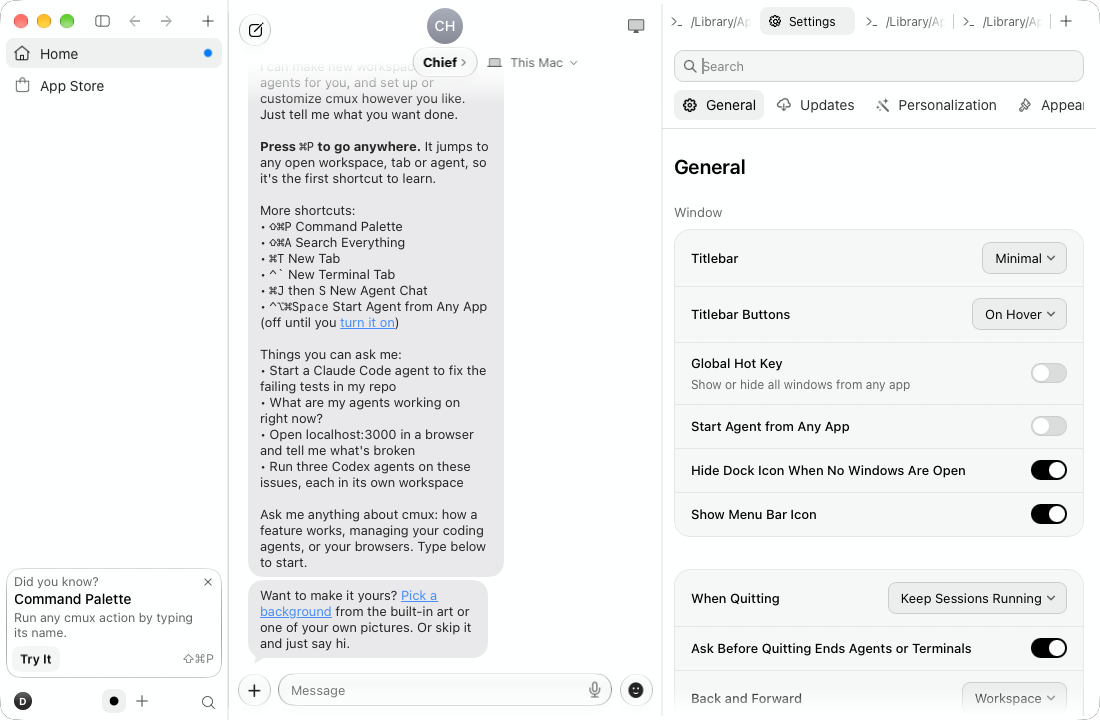 Home
App Store
Did you know?
Command Palette
Run any cmux action by typing
its name.
Try It
⇧⌘P
D
CH
Chief ›
This Mac
I can make new workspac
agents for you, and set up or
customize cmux however you like.
Just tell me what you want done.
Press ⌘P to go anywhere. It jumps to
any open workspace, tab or agent, so
it's the first shortcut to learn.
More shortcuts:
• ⇧⌘P Command Palette
• ⇧⌘A Search Everything
• ⌘T New Tab
• ^` New Terminal Tab
• ⌘J then S New Agent Chat
• ^⌥⌘Space Start Agent from Any App
(off until you turn it on)
Things you can ask me:
• Start a Claude Code agent to fix the
failing tests in my repo
• What are my agents working on
right now?
• Open localhost:3000 in a browser
and tell me what's broken
• Run three Codex agents on these
issues, each in its own workspace
Ask me anything about cmux: how a
feature works, managing your coding
agents, or your browsers. Type below
to start.
Want to make it yours? Pick a
background from the built-in art or
one of your own pictures. Or skip it
and just say hi.
Message
/Library/Ap
Settings
/Library/Ap
/Library/Ap
Search
General
Updates
Personalization
Appear
General
Window
Titlebar
Minimal
Titlebar Buttons
On Hover
Global Hot Key
Show or hide all windows from any app
Start Agent from Any App
Hide Dock Icon When No Windows Are Open
Show Menu Bar Icon
When Quitting
Keep Sessions Running
Ask Before Quitting Ends Agents or Terminals
Back and Forward
Workspace